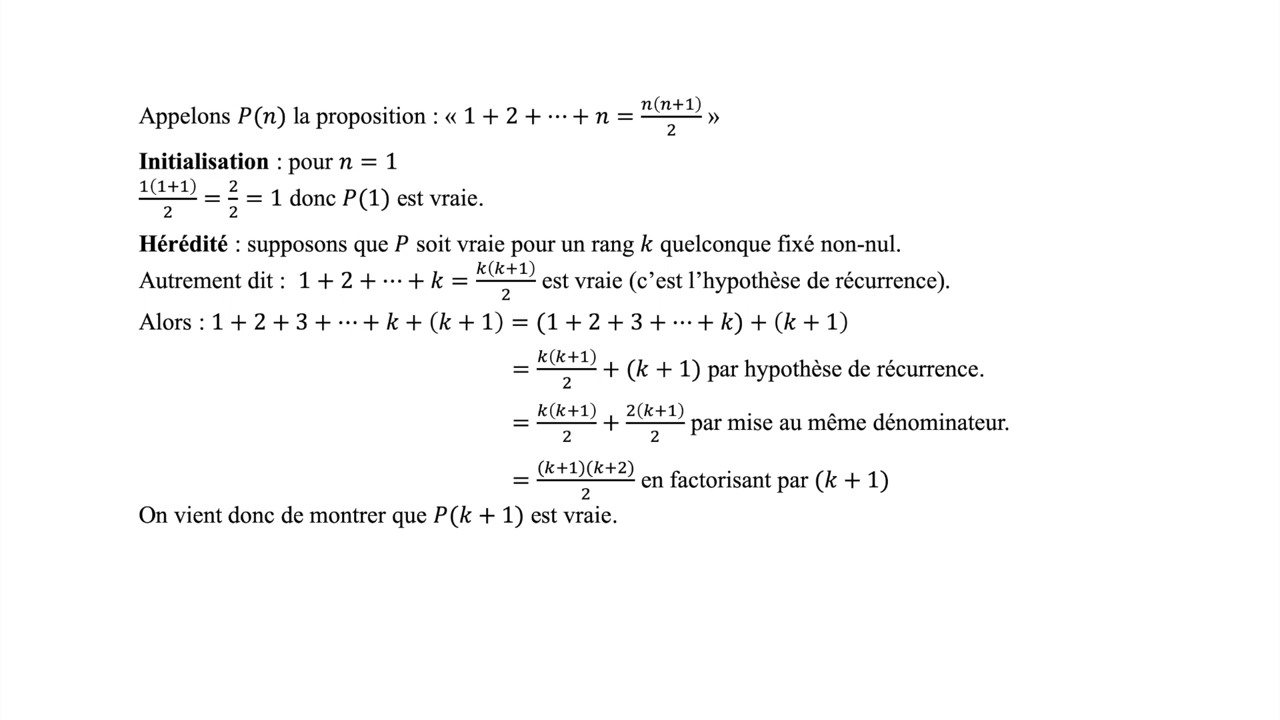 Appelons P(n) la proposition : « 1 + 2 + ⋯ + n = n(n+1)/2 »
Initialisation : pour n = 1
1(1+1)/2 = 2/2 = 1 donc P(1) est vraie.
Hérédité : supposons que P soit vraie pour un rang k quelconque fixé non-nul.
Autrement dit : 1 + 2 + ⋯ + k = k(k+1)/2 est vraie (c’est l’hypothèse de récurrence).
Alors : 1 + 2 + 3 + ⋯ + k + (k + 1) = (1 + 2 + 3 + ⋯ + k) + (k + 1)
= k(k+1)/2 + (k + 1) par hypothèse de récurrence.
= k(k+1)/2 + 2(k+1)/2 par mise au même dénominateur.
= (k+1)(k+2)/2 en factorisant par (k + 1)
On vient donc de montrer que P(k + 1) est vraie.